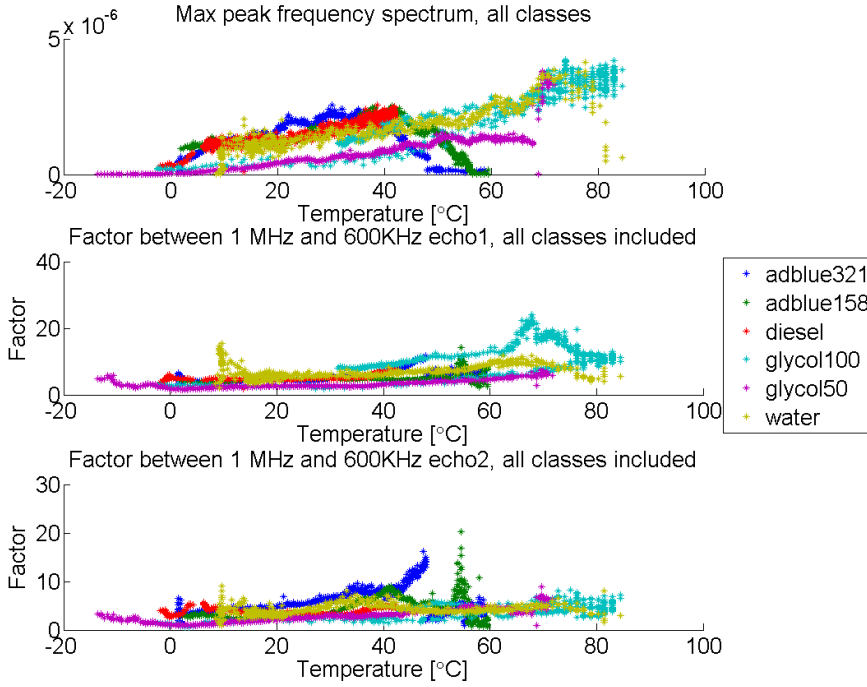 Max peak frequency spectrum, all classes
x 10^-6
5
0
-20 0 20 40 60 80 100
Temperature [°C]
Factor between 1 MHz and 600KHz echo1, all classes included
40
20
0
Factor
-20 0 20 40 60 80 100
Temperature [°C]
adblue321
adblue158
diesel
glycol100
glycol50
water
Factor between 1 MHz and 600KHz echo2, all classes included
30
20
10
0
Factor
-20 0 20 40 60 80 100
Temperature [°C]